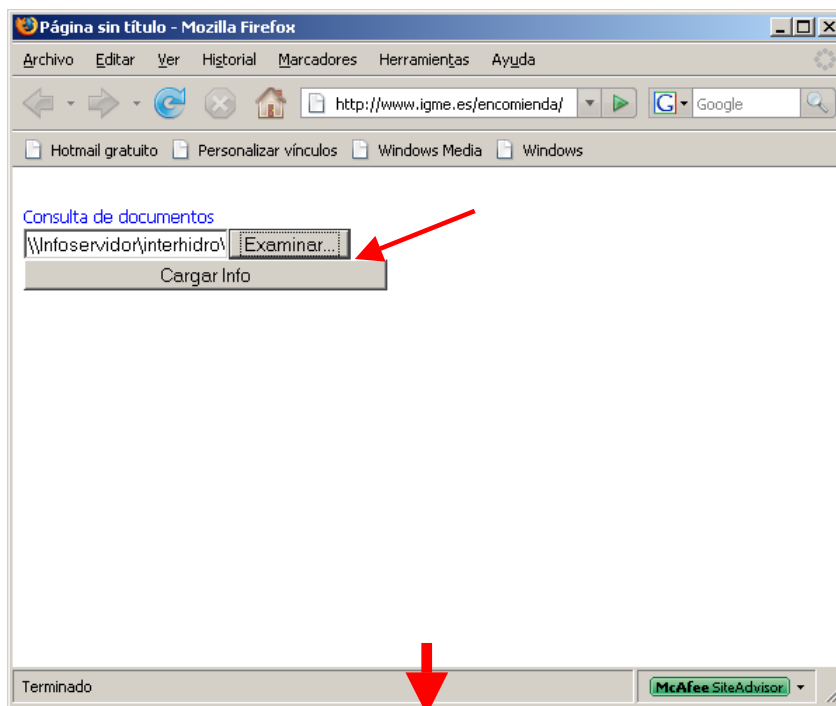 Página sin título - Mozilla Firefox
Archivo Editar Ver Historial Marcadores Herramientas Ayuda
http://www.igme.es/encomienda/ G Google
Hotmail gratuito Personalizar vínculos Windows Media Windows
Consulta de documentos
\\Infoservidor\interhidro\ Examinar...
Cargar Info
Terminado McAfee SiteAdvisor